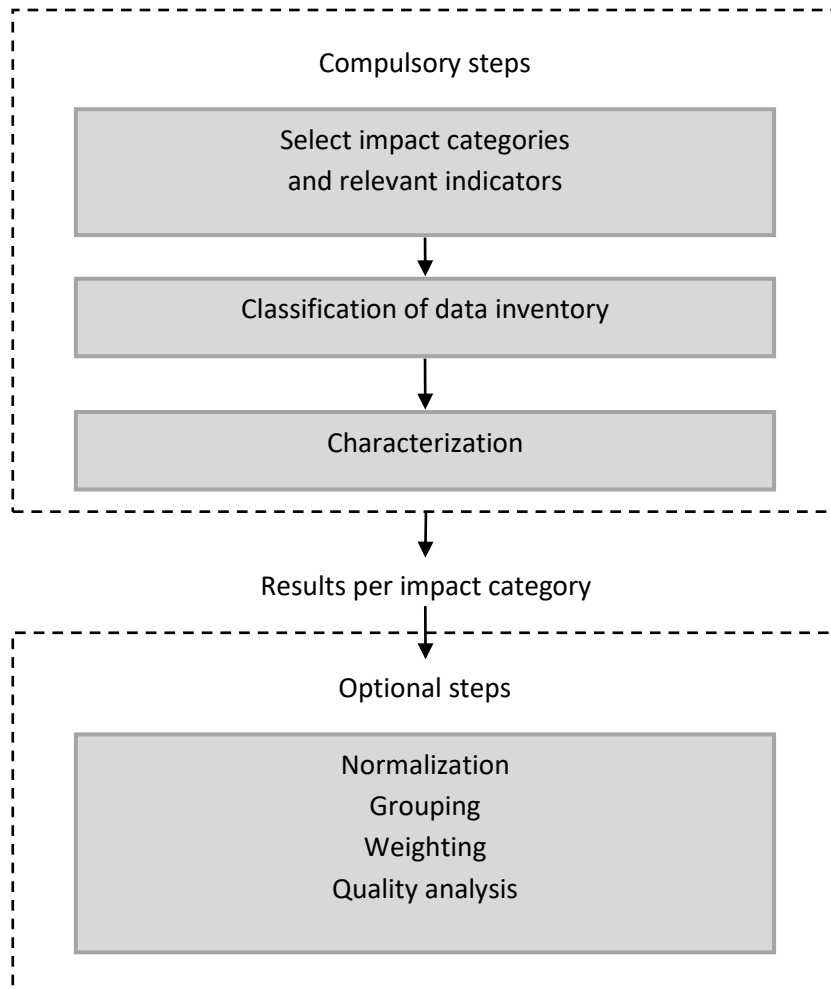 Compulsory steps
Select impact categories
and relevant indicators
Classification of data inventory
Characterization
Results per impact category
Optional steps
Normalization
Grouping
Weighting
Quality analysis